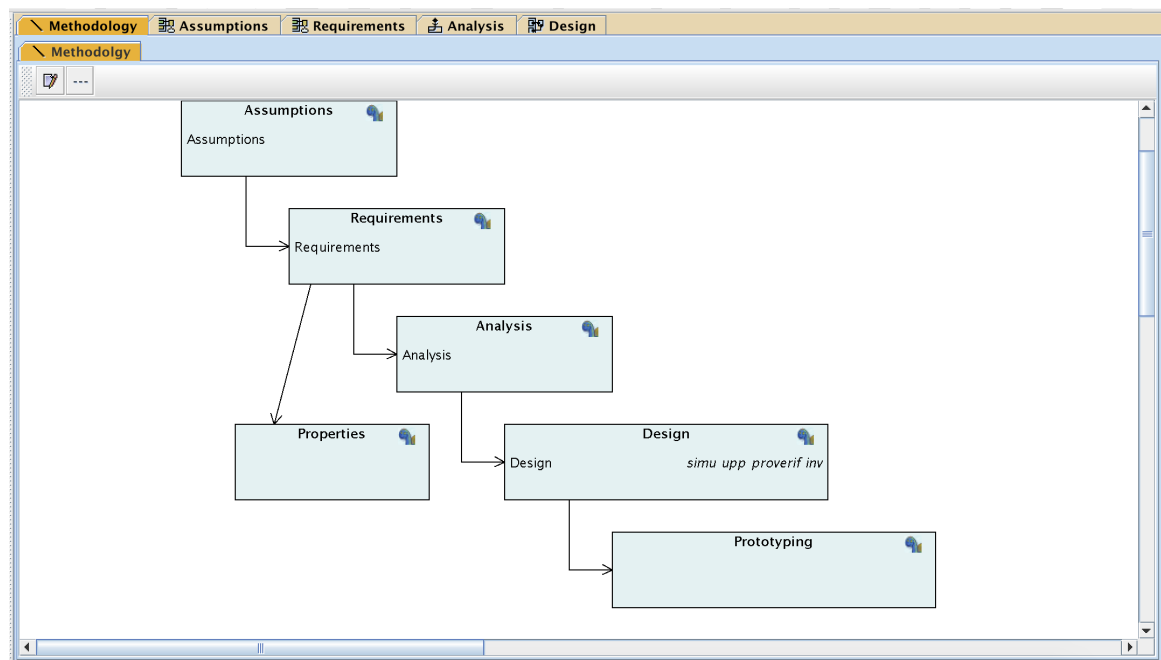 Methodology Assumptions Requirements Analysis Design
Methodolgy
---
Assumptions
Assumptions
Requirements
Requirements
Analysis
Analysis
Properties
Design
Design simu upp proverif inv
Prototyping